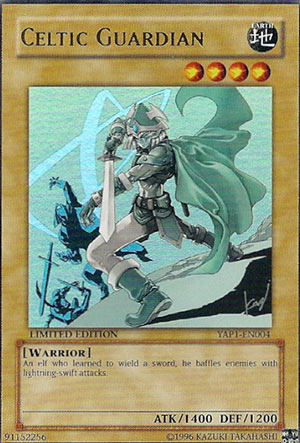 CELTIC GUARDIAN
EARTH
地
LIMITED EDITION
YAP1-EN004
[WARRIOR]
An elf who learned to wield a sword, he baffles enemies with
lightning-swift attacks.
ATK/1400 DEF/1200
91152256
©1996 KAZUKI TAKAHASHI